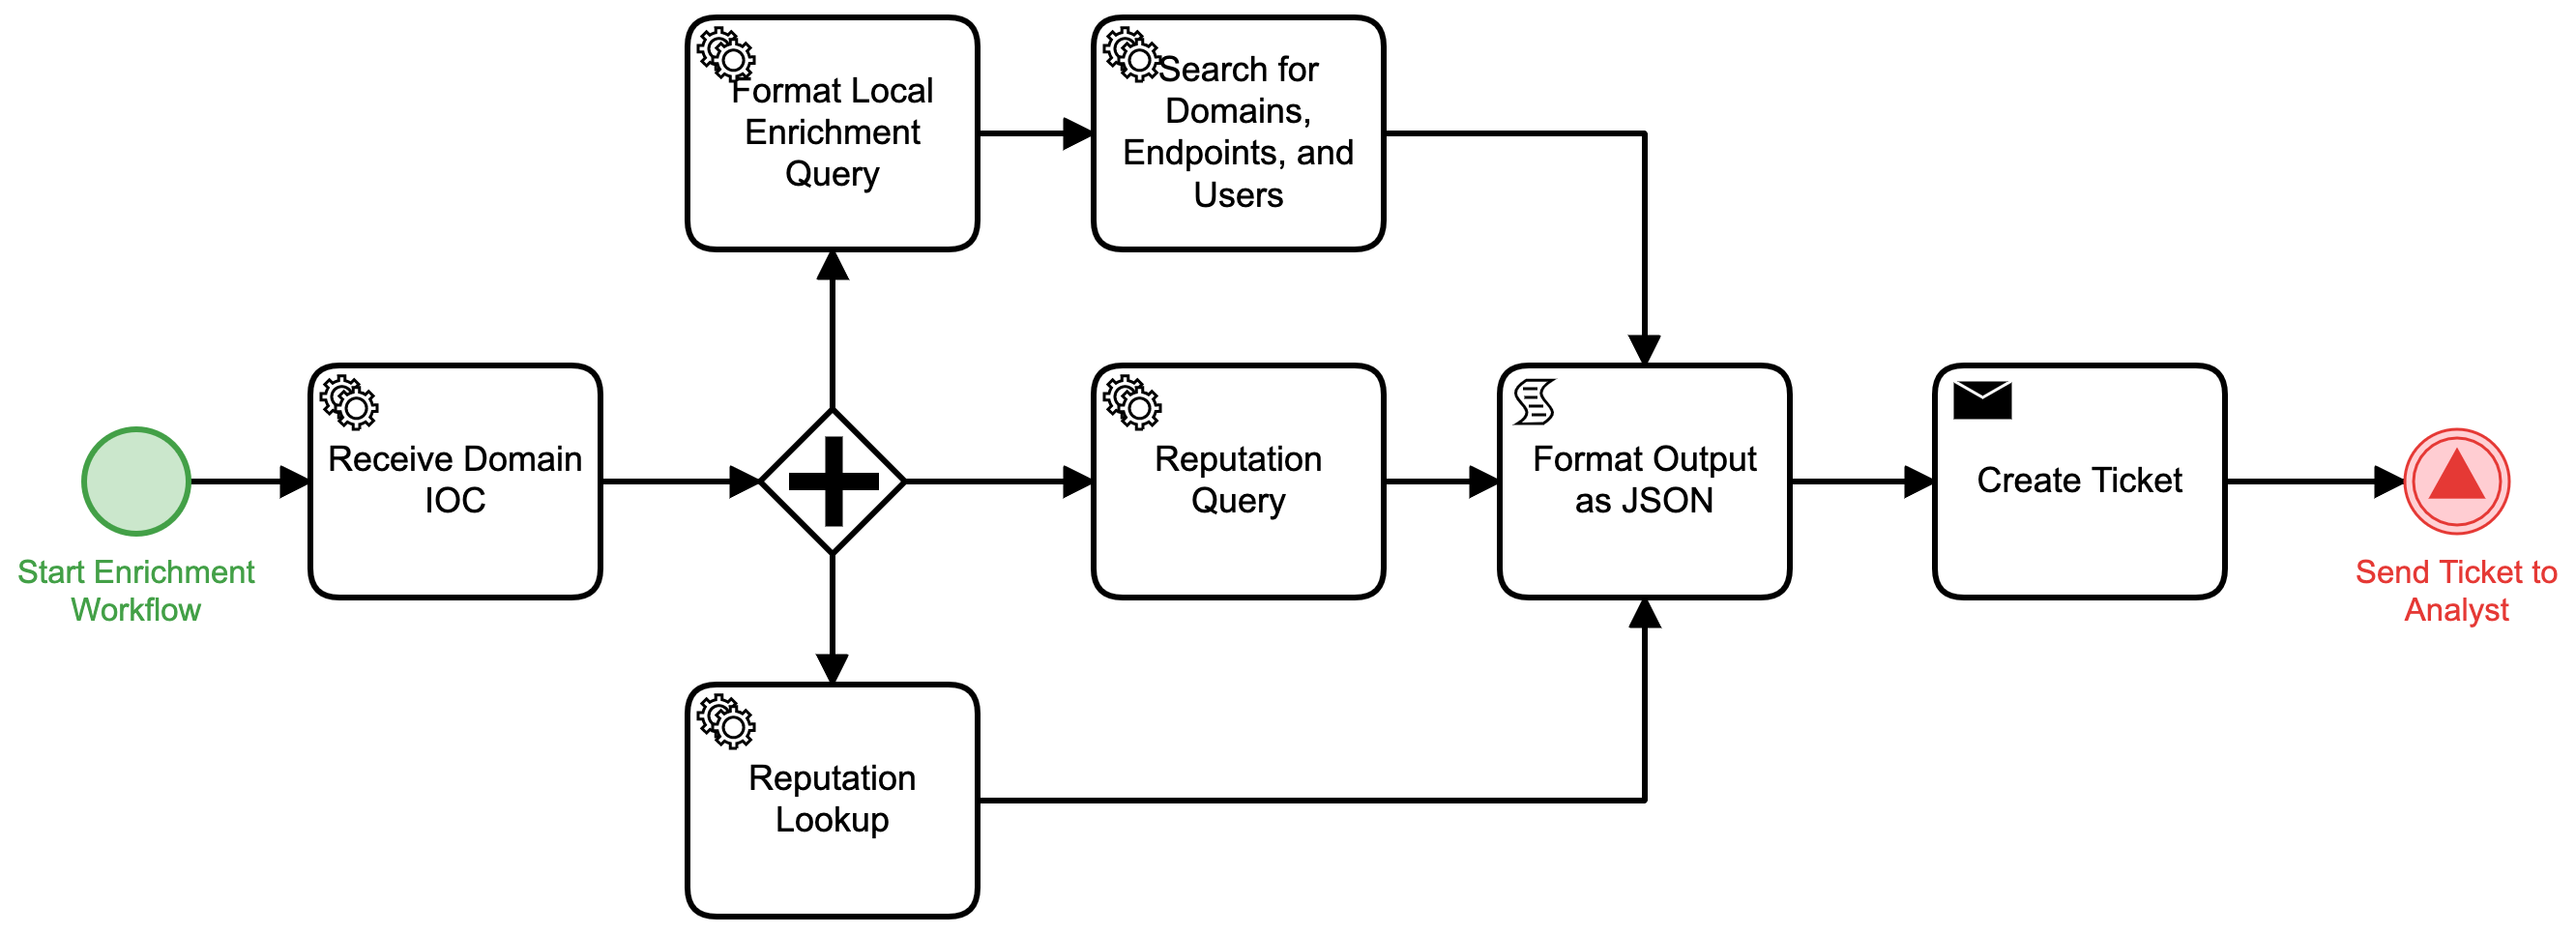 Format Local
Enrichment
Query
Search for
Domains,
Endpoints, and
Users
Start Enrichment
Workflow
Receive Domain
IOC
Reputation
Query
Format Output
as JSON
Create Ticket
Send Ticket to
Analyst
Reputation
Lookup